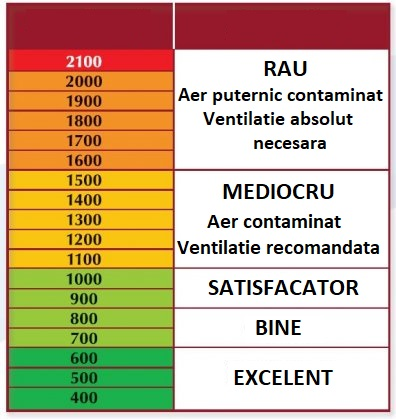 2100
2000
1900
1800
1700
1600
RAU
Aer puternic contaminat
Ventilatie absolut
necesara
1500
1400
1300
1200
1100
MEDIOCRU
Aer contaminat
Ventilatie recomandata
1000
900
SATISFACATOR
800
700
BINE
600
500
400
EXCELENT